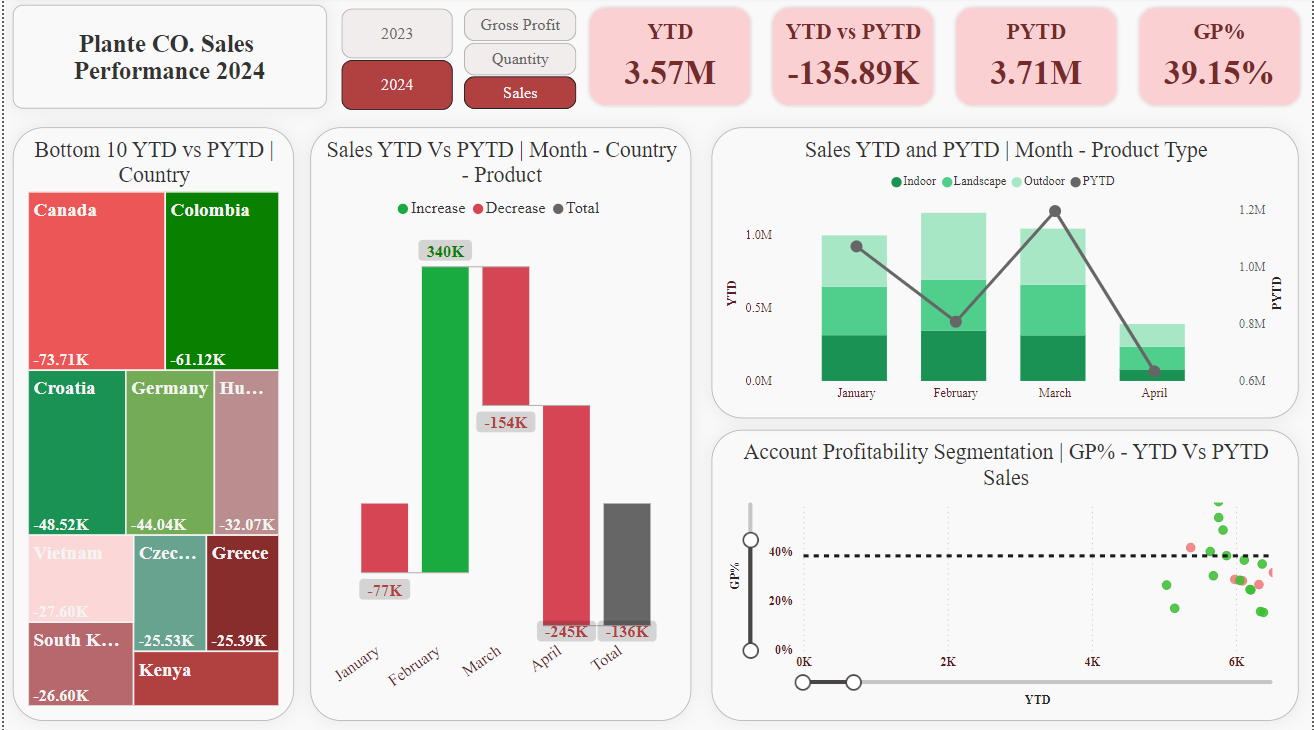 Plante CO. Sales
Performance 2024
2023
2024
Gross Profit
Quantity
Sales
YTD
3.57M
YTD vs PYTD
-135.89K
PYTD
3.71M
GP%
39.15%
Bottom 10 YTD vs PYTD |
Country
Canada
-73.71K
Colombia
-61.12K
Croatia
-48.52K
Germany
-44.04K
Hu...
-32.07K
Vietnam
-27.60K
Czec...
-25.53K
Greece
-25.39K
South K...
-26.60K
Kenya
Sales YTD Vs PYTD | Month - Country
- Product
Increase Decrease Total
340K
-154K
-77K
-245K
-136K
January February March April Total
Sales YTD and PYTD | Month - Product Type
Indoor Landscape Outdoor PYTD
1.0M
0.5M
0.0M
YTD
1.2M
1.0M
0.8M
0.6M
PYTD
January February March April
Account Profitability Segmentation | GP% - YTD Vs PYTD
Sales
GP%
40%
20%
0%
0K 2K 4K 6K
YTD